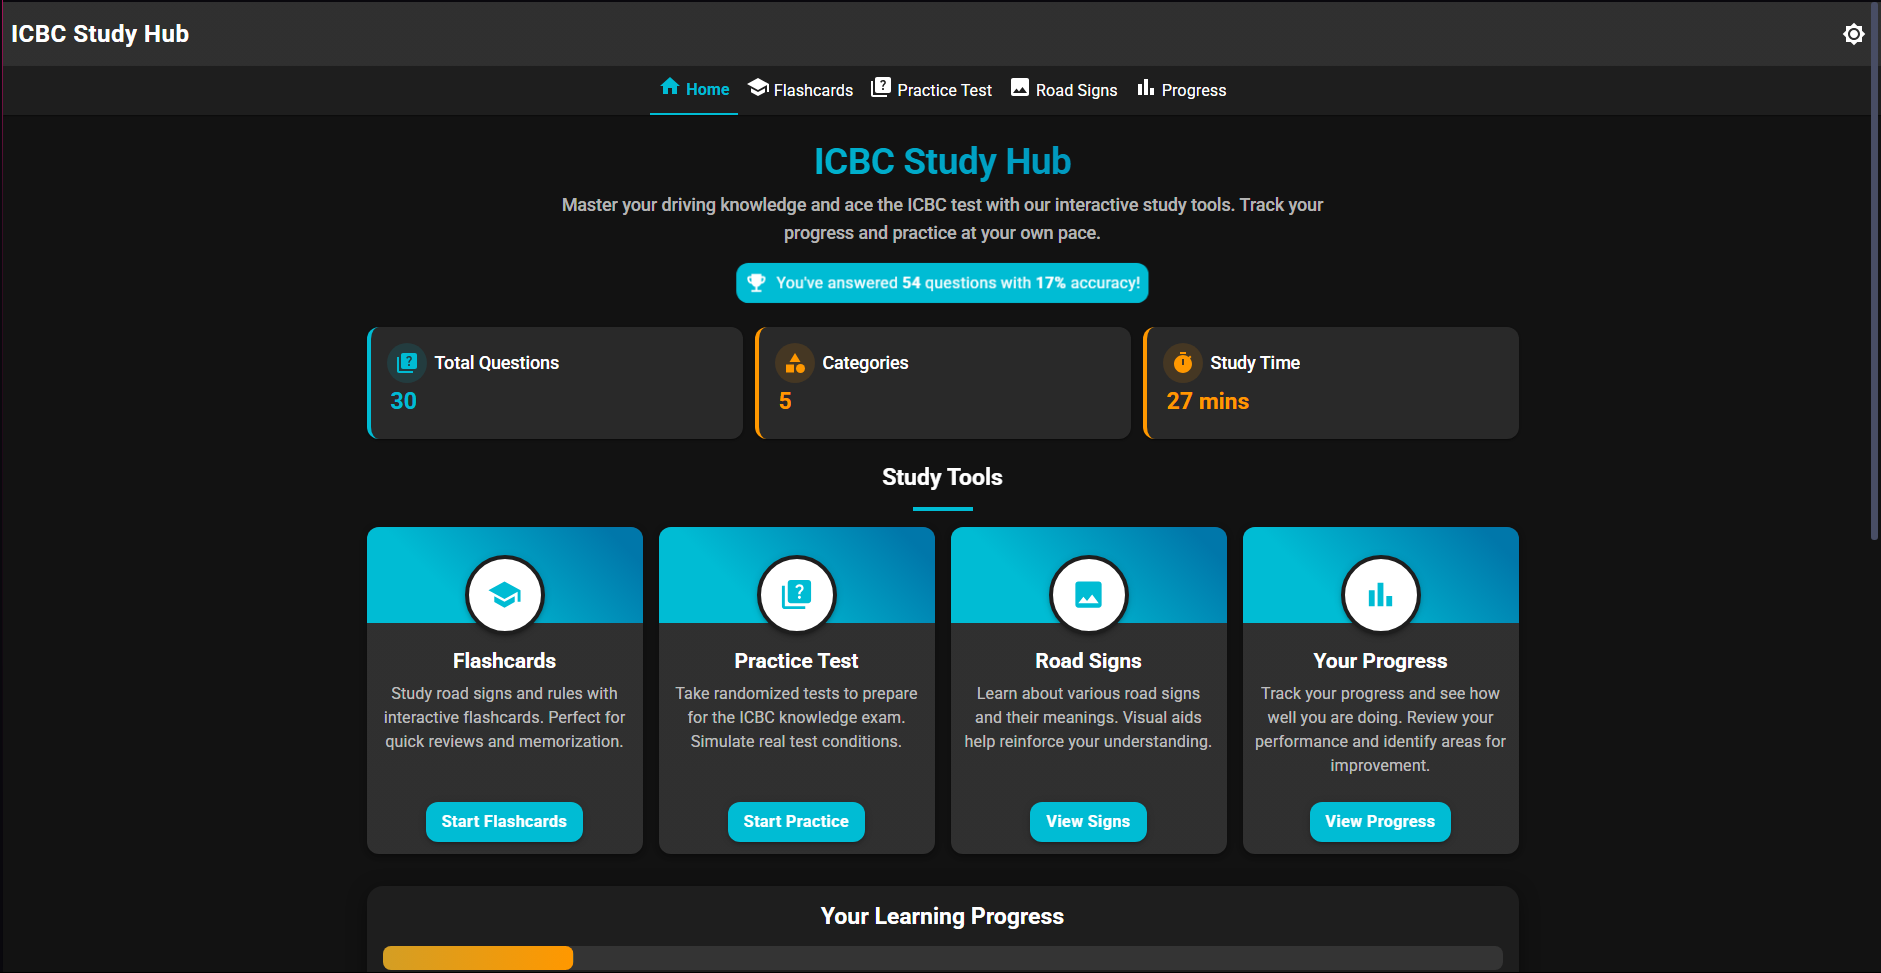 ICBC Study Hub
Home Flashcards Practice Test Road Signs Progress
ICBC Study Hub
Master your driving knowledge and ace the ICBC test with our interactive study tools. Track your
progress and practice at your own pace.
You've answered 54 questions with 17% accuracy!
Total Questions
30
Categories
5
Study Time
27 mins
Study Tools
Flashcards
Study road signs and rules with
interactive flashcards. Perfect for
quick reviews and memorization.
Start Flashcards
Practice Test
Take randomized tests to prepare
for the ICBC knowledge exam.
Simulate real test conditions.
Start Practice
Road Signs
Learn about various road signs
and their meanings. Visual aids
help reinforce your understanding.
View Signs
Your Progress
Track your progress and see how
well you are doing. Review your
performance and identify areas for
improvement.
View Progress
Your Learning Progress